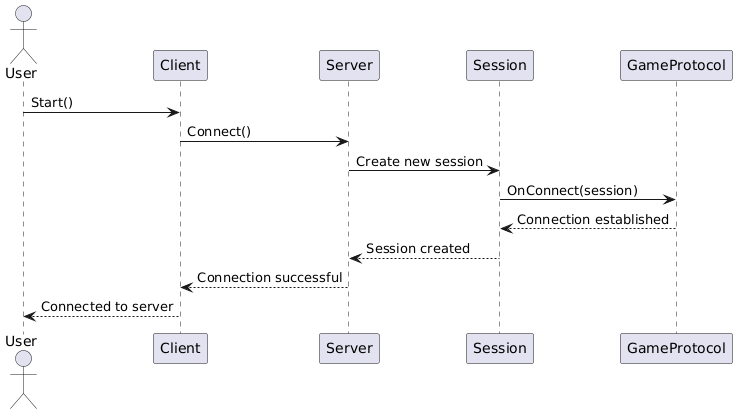 User
Client
Server
Session
GameProtocol
Start()
Connect()
Create new session
OnConnect(session)
Connection established
Session created
Connection successful
Connected to server
User
Client
Server
Session
GameProtocol